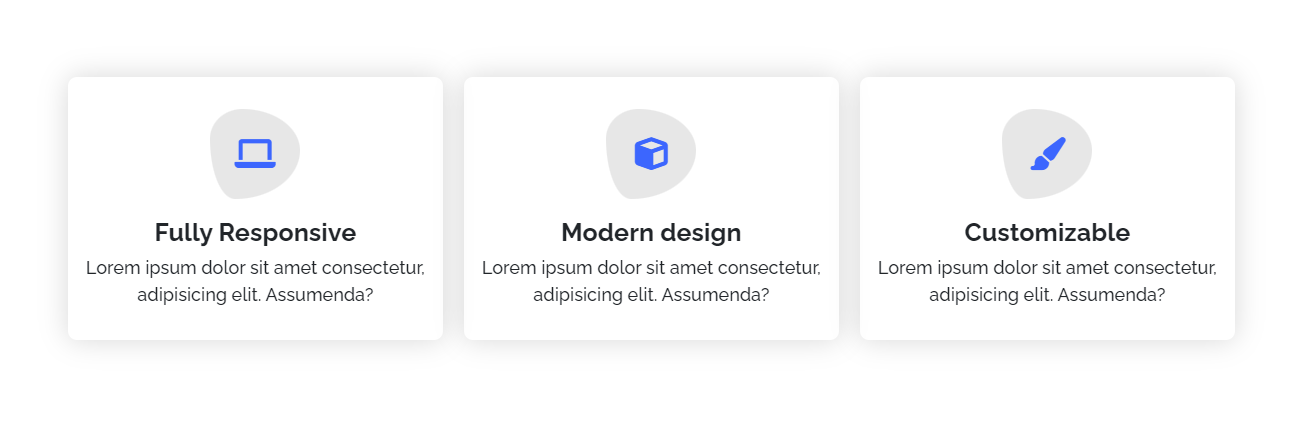 Fully Responsive
Lorem ipsum dolor sit amet consectetur,
adipisicing elit. Assumenda?
Modern design
Lorem ipsum dolor sit amet consectetur,
adipisicing elit. Assumenda?
Customizable
Lorem ipsum dolor sit amet consectetur,
adipisicing elit. Assumenda?